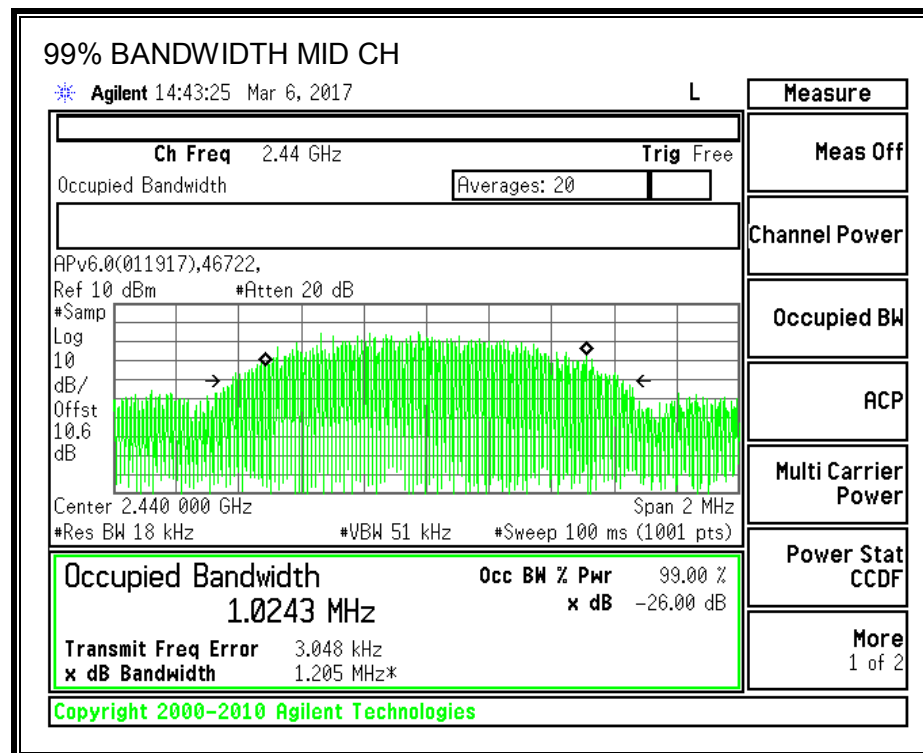 99% BANDWIDTH MID CH
Agilent 14:43:25 Mar 6, 2017 L
Measure
Meas Off
Channel Power
Occupied BW
ACP
Multi Carrier
Power
Power Stat
CCDF
More
1 of 2
Ch Freq 2.44 GHz Trig Free
Occupied Bandwidth Averages: 20
APv6.0(011917),46722,
Ref 10 dBm #Atten 20 dB
#Samp
Log
10
dB/
Offst
10.6
dB
Center 2.440 000 GHz Span 2 MHz
#Res BW 18 kHz #VBW 51 kHz #Sweep 100 ms (1001 pts)
Occupied Bandwidth Occ BW % Pwr 99.00 %
1.0243 MHz x dB -26.00 dB
Transmit Freq Error 3.048 kHz
x dB Bandwidth 1.205 MHz*
Copyright 2000-2010 Agilent Technologies